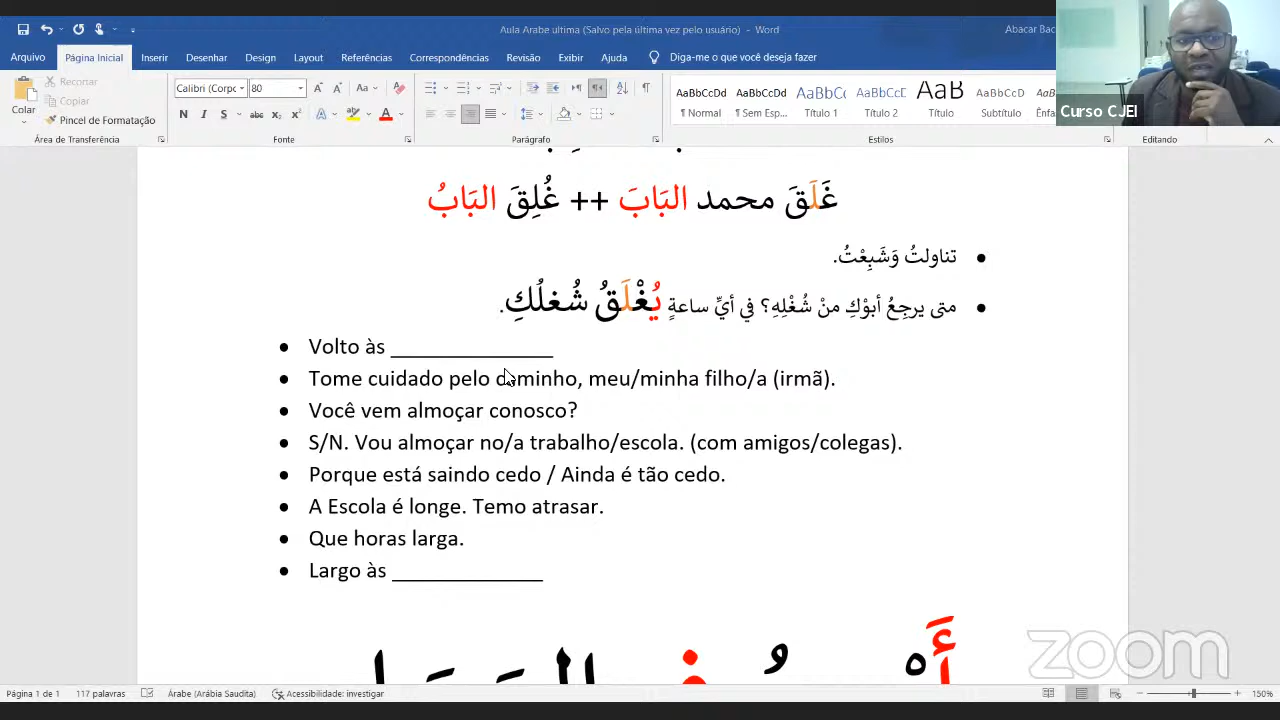 Aula Arabe ultima (Salvo pela última vez pelo usuário) - Word
Abacar Bac
Arquivo
Página Inicial
Inserir
Desenhar
Design
Layout
Referências
Correspondências
Revisão
Exibir
Ajuda
Diga-me o que você deseja fazer
Recortar
Copiar
Pincel de Formatação
Colar
Área de Transferência
Calibri (Corpc
80
Fonte
Parágrafo
AaBbCcDd
AaBbCcDd
AaBbCc
AaBbCcE
AaB
AaBbCcD
¶ Normal
¶ Sem Esp...
Título 1
Título 2
Título
Subtítulo
Ênfa
Estilos
Editando
Curso CJEI
غَلَقَ محمد البَابَ ++ غُلِقَ البَابُ
• تناولتُ وَشَبِعْتُ.
• متى يرجِعُ أبوْكِ منْ شُغْلِهِ؟ في أيِّ ساعةٍ يُغْلَقُ شُغلُكِ.
• Volto às ______________
• Tome cuidado pelo caminho, meu/minha filho/a (irmã).
• Você vem almoçar conosco?
• S/N. Vou almoçar no/a trabalho/escola. (com amigos/colegas).
• Porque está saindo cedo / Ainda é tão cedo.
• A Escola é longe. Temo atrasar.
• Que horas larga.
• Largo às _____________
zoom
Página 1 de 1
117 palavras
Árabe (Arábia Saudita)
Acessibilidade: investigar
150%